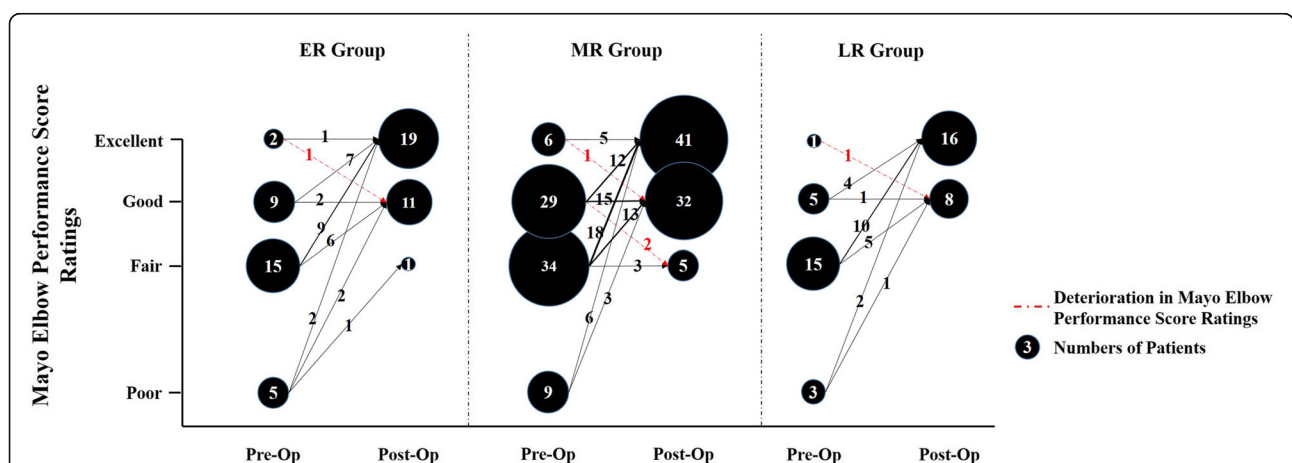 ER Group
MR Group
LR Group
Mayo Elbow Performance Score
Ratings
Excellent
Good
Fair
Poor
2
9
15
5
1
1
7
2
9
6
2
2
1
19
11
1
6
29
34
9
5
1
12
15
13
18
2
3
3
6
41
32
5
1
5
15
3
1
4
1
10
5
2
1
16
8
Pre-Op
Post-Op
Pre-Op
Post-Op
Pre-Op
Post-Op
Deterioration in Mayo Elbow
Performance Score Ratings
3
Numbers of Patients